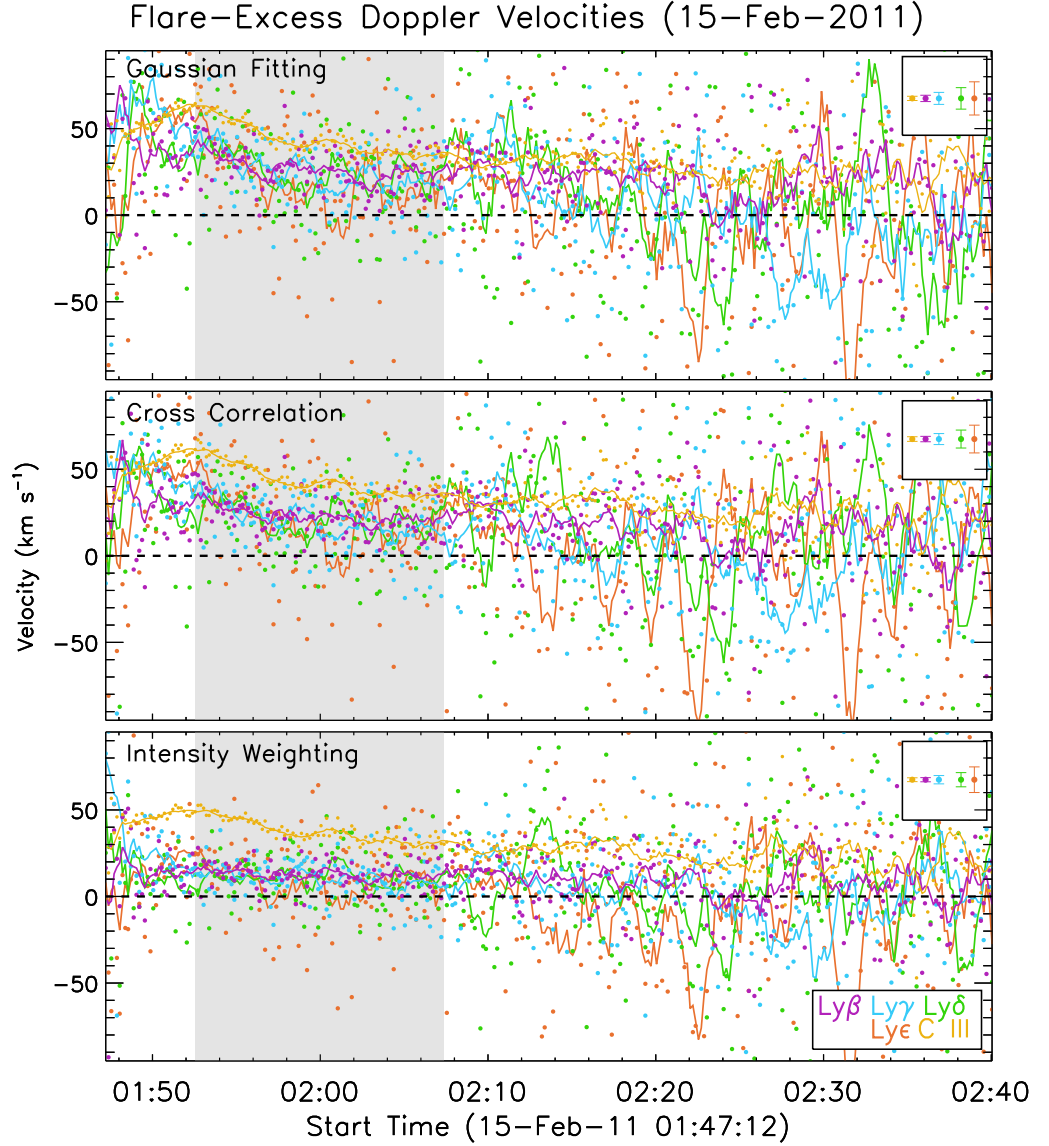 Flare-Excess Doppler Velocities (15-Feb-2011)
Gaussian Fitting
50
0
-50
Cross Correlation
50
0
-50
Velocity (km s⁻¹)
Intensity Weighting
50
0
-50
Lyβ Lyγ Lyδ
Lyϵ C III
01:50 02:00 02:10 02:20 02:30 02:40
Start Time (15-Feb-11 01:47:12)